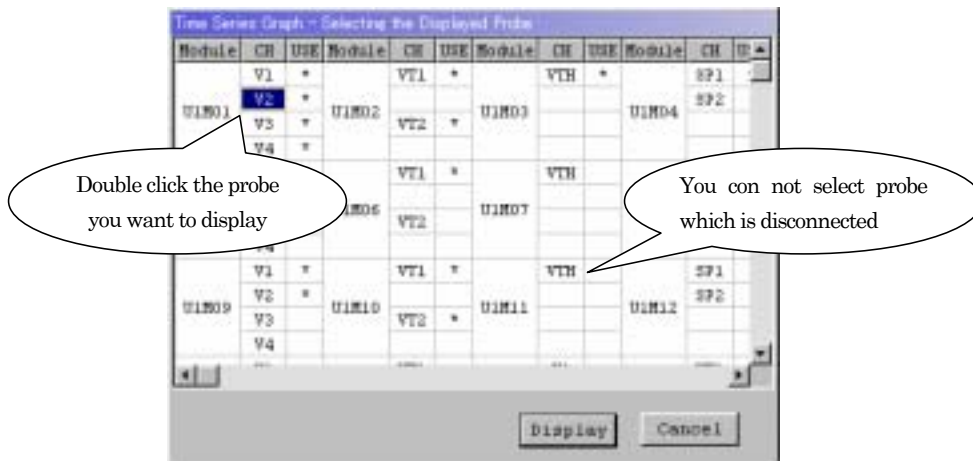 Time Series Graph - Selecting the Displayed Probe
Module CH USE Module CH USE Module CH USE Module CH
V1 * VT1 * VTH * SP1
V2 * SP2
U1M01 U1M02 U1M03 U1M04
V3 * VT2 *
V4 *
Double click the probe
you want to display
VT1 * VTH
U1M07
VT2
You con not select probe
which is disconnected
V1 * VT1 * VTH SP1
V2 * SP2
U1M09 U1M10 U1M11 U1M12
V3 VT2 *
V4
Display Cancel